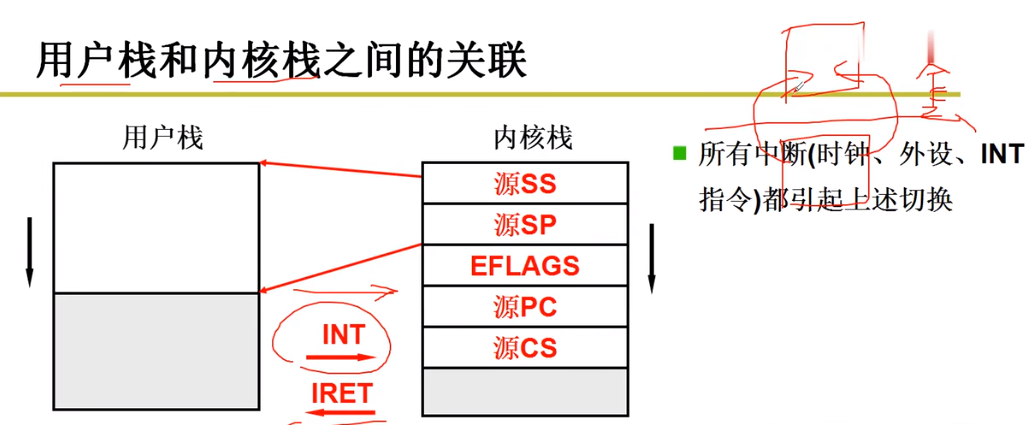 用户栈和内核栈之间的关联
用户栈
内核栈
源SS
源SP
EFLAGS
源PC
源CS
INT
IRET
所有中断(时钟、外设、INT
指令)都引起上述切换